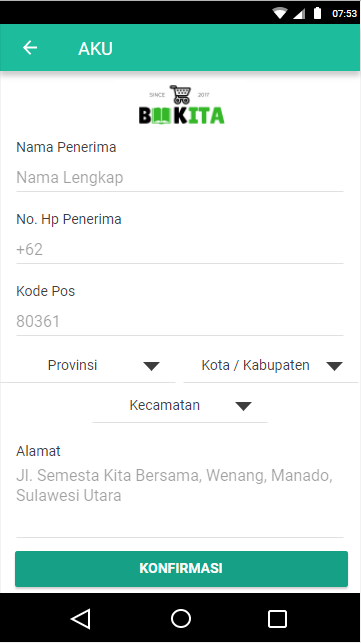 07:53
AKU
SINCE 2017
BOOKITA
Nama Penerima
Nama Lengkap
No. Hp Penerima
+62
Kode Pos
80361
Provinsi Kota / Kabupaten
Kecamatan
Alamat
Jl. Semesta Kita Bersama, Wenang, Manado,
Sulawesi Utara
KONFIRMASI